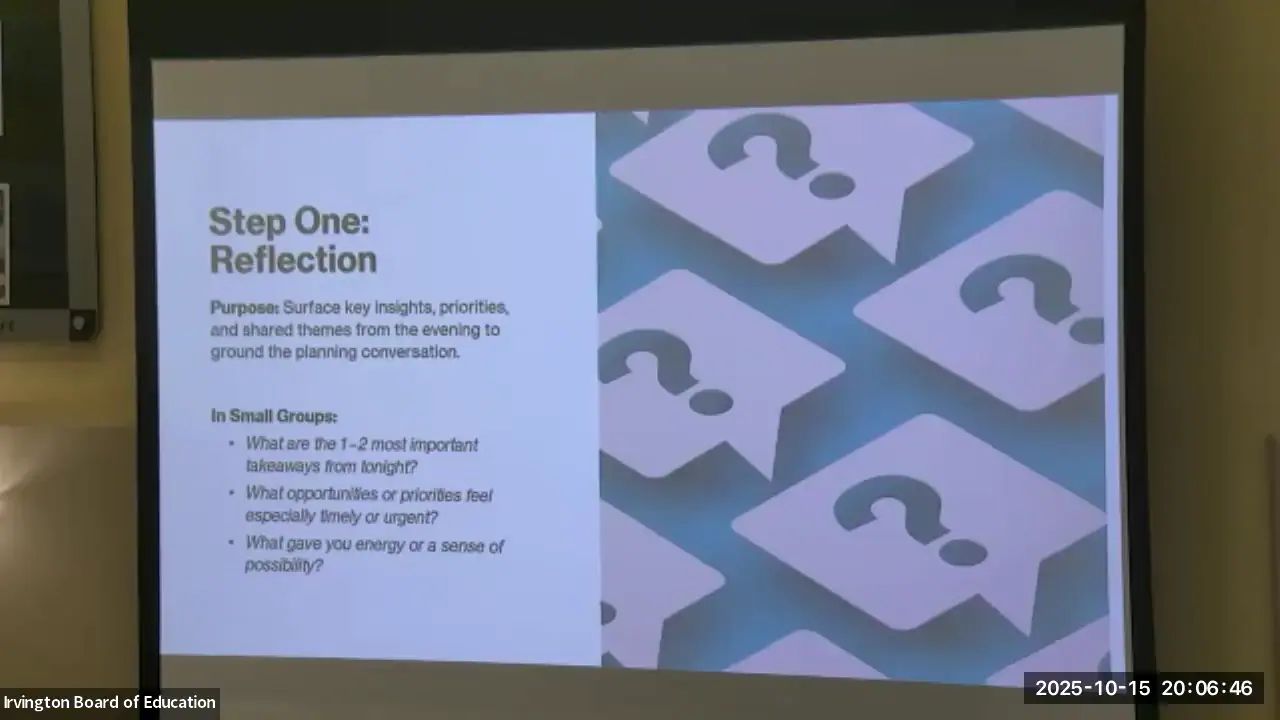 Step One:
Reflection
Purpose: Surface key insights, priorities,
and shared themes from the evening to
ground the planning conversation.
In Small Groups:
• What are the 1–2 most important
takeaways from tonight?
• What opportunities or priorities feel
especially timely or urgent?
• What gave you energy or a sense of
possibility?
? ? ? ? ?
Irvington Board of Education
2025-10-15 20:06:46